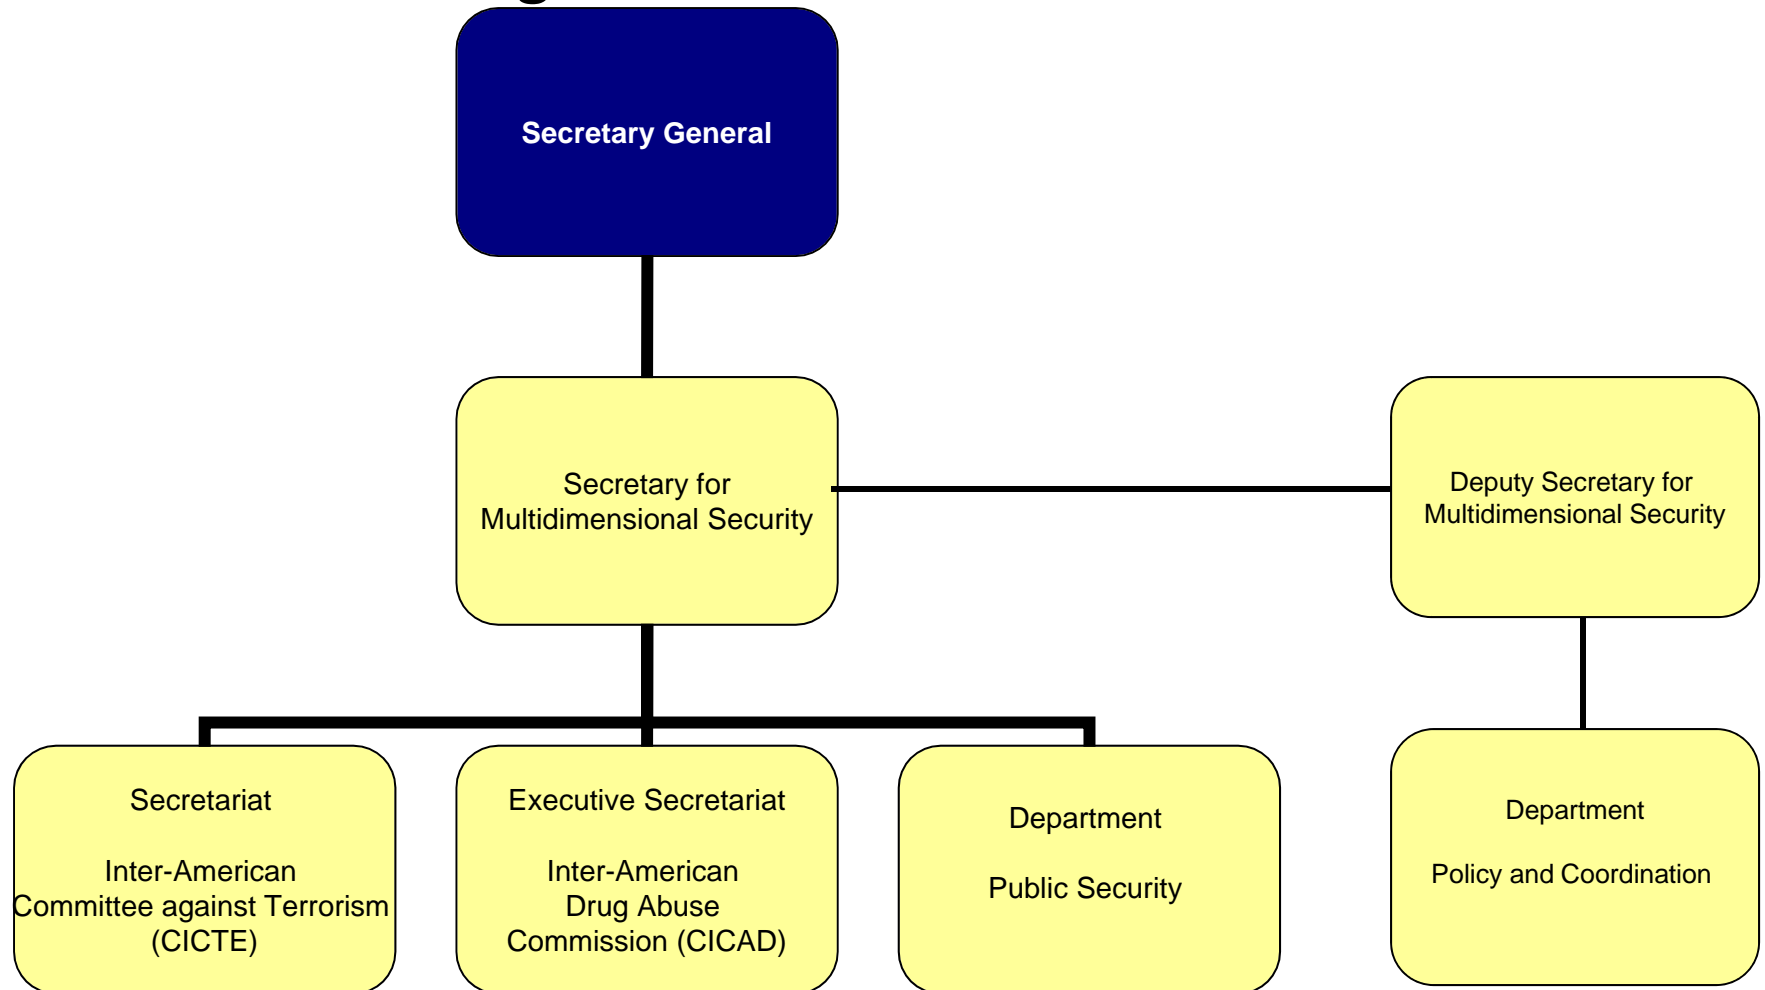 Secretary General
Secretary for
Multidimensional Security
Deputy Secretary for
Multidimensional Security
Secretariat
Inter-American
Committee against Terrorism
(CICTE)
Executive Secretariat
Inter-American
Drug Abuse
Commission (CICAD)
Department
Public Security
Department
Policy and Coordination